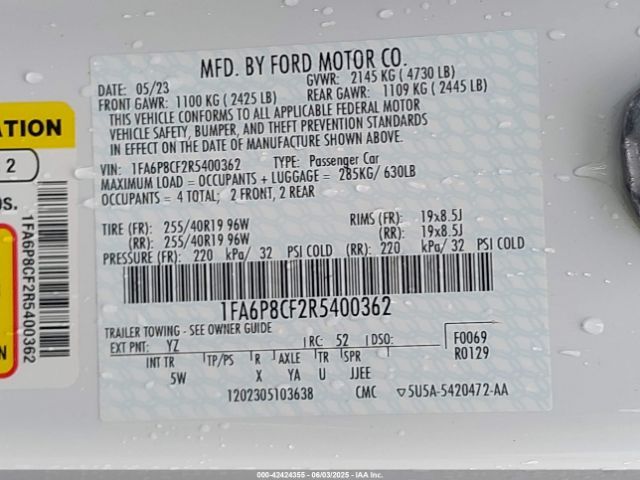 MFD. BY FORD MOTOR CO.
DATE: 05/23 GVWR: 2145 KG ( 4730 LB)
FRONT GAWR: 1100 KG ( 2425 LB) REAR GAWR: 1109 KG ( 2445 LB)
THIS VEHICLE CONFORMS TO ALL APPLICABLE FEDERAL MOTOR
VEHICLE SAFETY, BUMPER, AND THEFT PREVENTION STANDARDS
IN EFFECT ON THE DATE OF MANUFACTURE SHOWN ABOVE.
VIN: 1FA6P8CF2R5400362 TYPE: Passenger Car
MAXIMUM LOAD = OCCUPANTS + LUGGAGE = 285KG/ 630LB
OCCUPANTS = 4 TOTAL; 2 FRONT, 2 REAR
TIRE (FR): 255/40R19 96W RIMS (FR): 19x8.5J
(RR): 255/40R19 96W (RR): 19x8.5J
PRESSURE (FR): 220 kPa/ 32 PSI COLD (RR): 220 kPa/ 32 PSI COLD
1FA6P8CF2R5400362
TRAILER TOWING - SEE OWNER GUIDE
EXT PNT: YZ RC: 52 DSO: F0069
R0129
INT TR TP/PS R AXLE TR SPR
5W X YA U JJEE
1202305103638 CMC ▽5U5A-5420472-AA
ATION
2
OS.
1FA6P8CF2R5400362
N
000-42424355 - 06/03/2025 - IAA Inc.